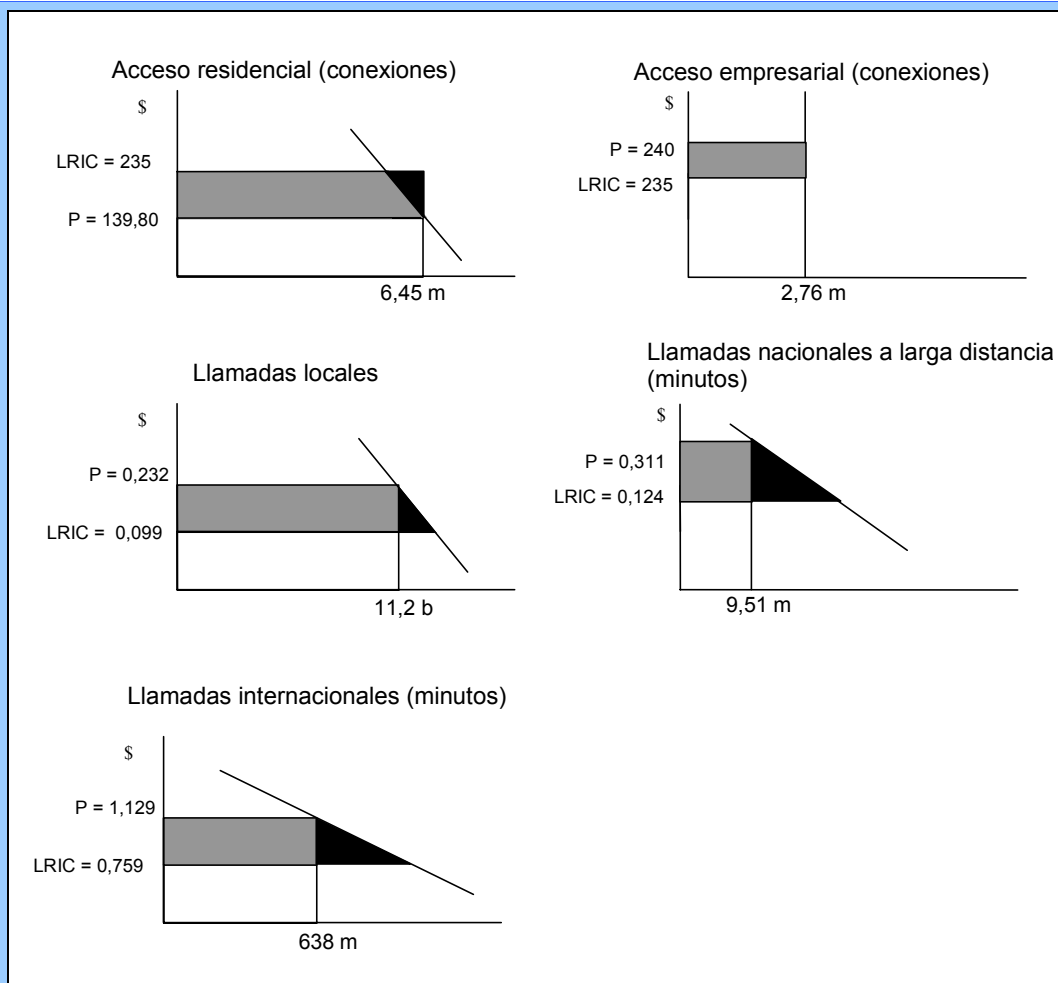 Acceso residencial (conexiones)
$
LRIC = 235
P = 139,80
6,45 m
Acceso empresarial (conexiones)
$
P = 240
LRIC = 235
2,76 m
Llamadas locales
$
P = 0,232
LRIC = 0,099
11,2 b
Llamadas nacionales a larga distancia
(minutos)
$
P = 0,311
LRIC = 0,124
9,51 m
Llamadas internacionales (minutos)
$
P = 1,129
LRIC = 0,759
638 m